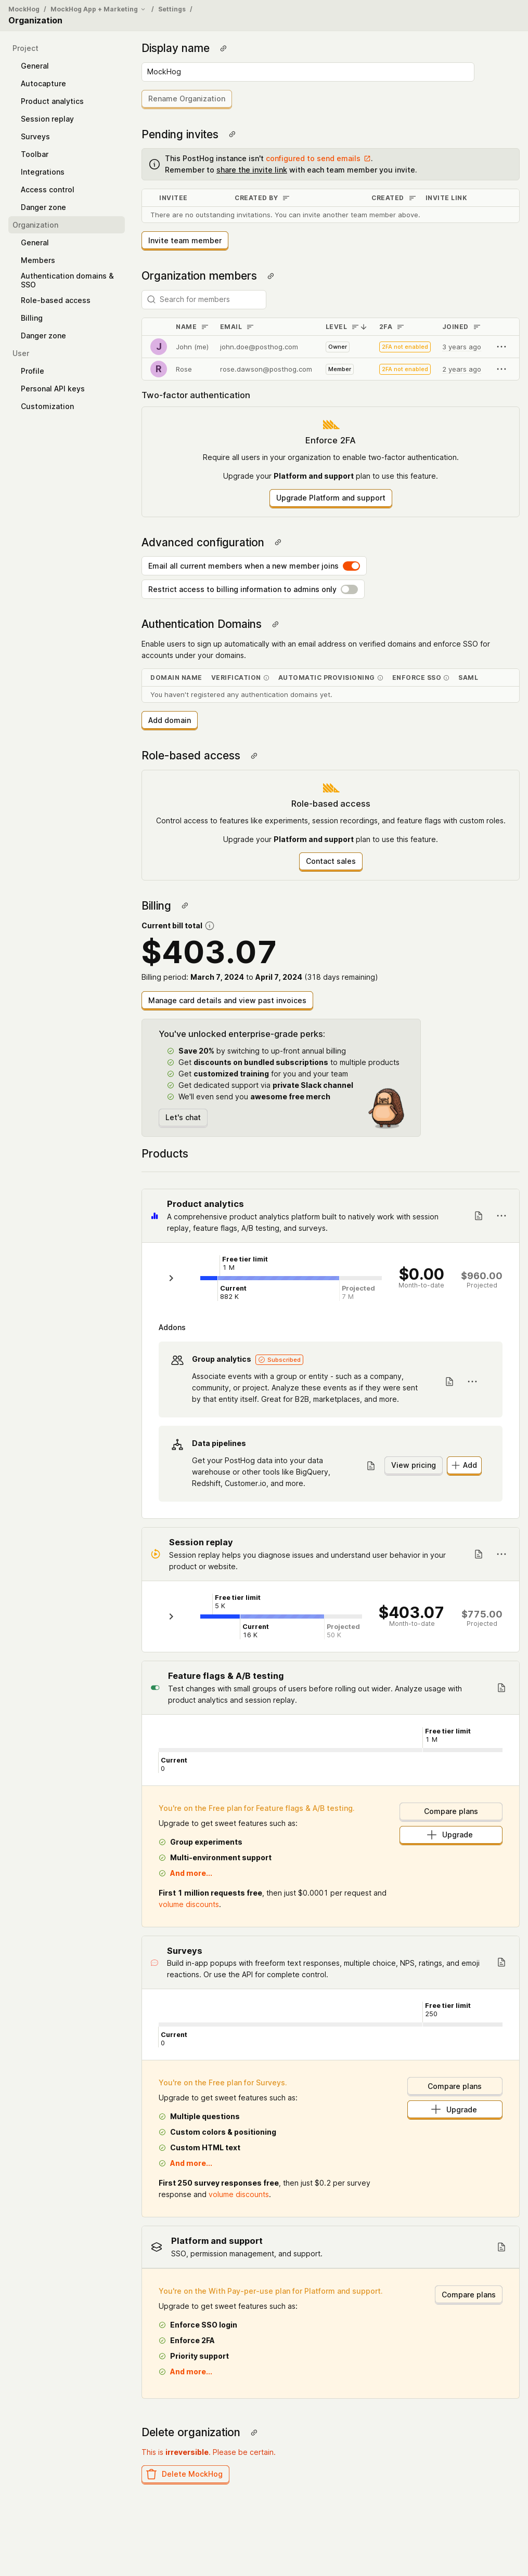 MockHog / MockHog App + Marketing / Settings /
Organization
Project
General
Autocapture
Product analytics
Session replay
Surveys
Toolbar
Integrations
Access control
Danger zone
Organization
General
Members
Authentication domains &
SSO
Role-based access
Billing
Danger zone
User
Profile
Personal API keys
Customization
Display name
MockHog
Rename Organization
Pending invites
This PostHog instance isn't configured to send emails.
Remember to share the invite link with each team member you invite.
INVITEE CREATED BY CREATED INVITE LINK
There are no outstanding invitations. You can invite another team member above.
Invite team member
Organization members
Search for members
NAME EMAIL LEVEL 2FA JOINED
J John (me) john.doe@posthog.com Owner 2FA not enabled 3 years ago
R Rose rose.dawson@posthog.com Member 2FA not enabled 2 years ago
Two-factor authentication
Enforce 2FA
Require all users in your organization to enable two-factor authentication.
Upgrade your Platform and support plan to use this feature.
Upgrade Platform and support
Advanced configuration
Email all current members when a new member joins
Restrict access to billing information to admins only
Authentication Domains
Enable users to sign up automatically with an email address on verified domains and enforce SSO for
accounts under your domains.
DOMAIN NAME VERIFICATION AUTOMATIC PROVISIONING ENFORCE SSO SAML
You haven't registered any authentication domains yet.
Add domain
Role-based access
Role-based access
Control access to features like experiments, session recordings, and feature flags with custom roles.
Upgrade your Platform and support plan to use this feature.
Contact sales
Billing
Current bill total
$403.07
Billing period: March 7, 2024 to April 7, 2024 (318 days remaining)
Manage card details and view past invoices
You've unlocked enterprise-grade perks:
Save 20% by switching to up-front annual billing
Get discounts on bundled subscriptions to multiple products
Get customized training for you and your team
Get dedicated support via private Slack channel
We'll even send you awesome free merch
Let's chat
Products
Product analytics
A comprehensive product analytics platform built to natively work with session
replay, feature flags, A/B testing, and surveys.
Free tier limit
1 M
Current
882 K
Projected
7 M
$0.00
Month-to-date
$960.00
Projected
Addons
Group analytics Subscribed
Associate events with a group or entity - such as a company,
community, or project. Analyze these events as if they were sent
by that entity itself. Great for B2B, marketplaces, and more.
Data pipelines
Get your PostHog data into your data
warehouse or other tools like BigQuery,
Redshift, Customer.io, and more.
View pricing
Add
Session replay
Session replay helps you diagnose issues and understand user behavior in your
product or website.
Free tier limit
5 K
Current
16 K
Projected
50 K
$403.07
Month-to-date
$775.00
Projected
Feature flags & A/B testing
Test changes with small groups of users before rolling out wider. Analyze usage with
product analytics and session replay.
Free tier limit
1 M
Current
0
You're on the Free plan for Feature flags & A/B testing.
Upgrade to get sweet features such as:
Group experiments
Multi-environment support
And more...
First 1 million requests free, then just $0.0001 per request and
volume discounts.
Compare plans
Upgrade
Surveys
Build in-app popups with freeform text responses, multiple choice, NPS, ratings, and emoji
reactions. Or use the API for complete control.
Free tier limit
250
Current
0
You're on the Free plan for Surveys.
Upgrade to get sweet features such as:
Multiple questions
Custom colors & positioning
Custom HTML text
And more...
First 250 survey responses free, then just $0.2 per survey
response and volume discounts.
Compare plans
Upgrade
Platform and support
SSO, permission management, and support.
You're on the With Pay-per-use plan for Platform and support.
Upgrade to get sweet features such as:
Enforce SSO login
Enforce 2FA
Priority support
And more...
Compare plans
Delete organization
This is irreversible. Please be certain.
Delete MockHog